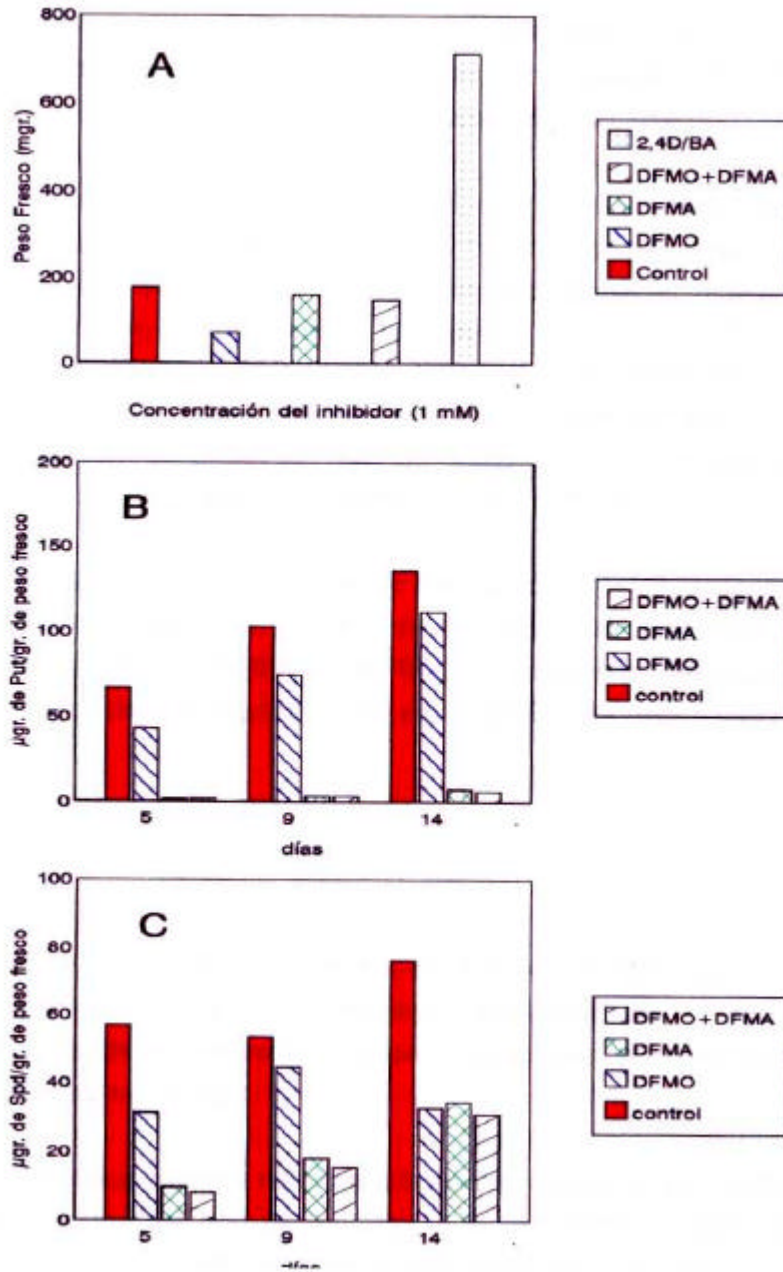 800
600
400
200
0
Peso Fresco (mgr.)
A
Concentración del inhibidor (1 mM)
2,4D/BA
DFMO+DFMA
DFMA
DFMO
Control
200
150
100
50
0
µgr. de Put/gr. de peso fresco
B
5 9 14
días
DFMO+DFMA
DFMA
DFMO
control
100
80
60
40
20
0
µgr. de Spd/gr. de peso fresco
C
5 9 14
DFMO+DFMA
DFMA
DFMO
control